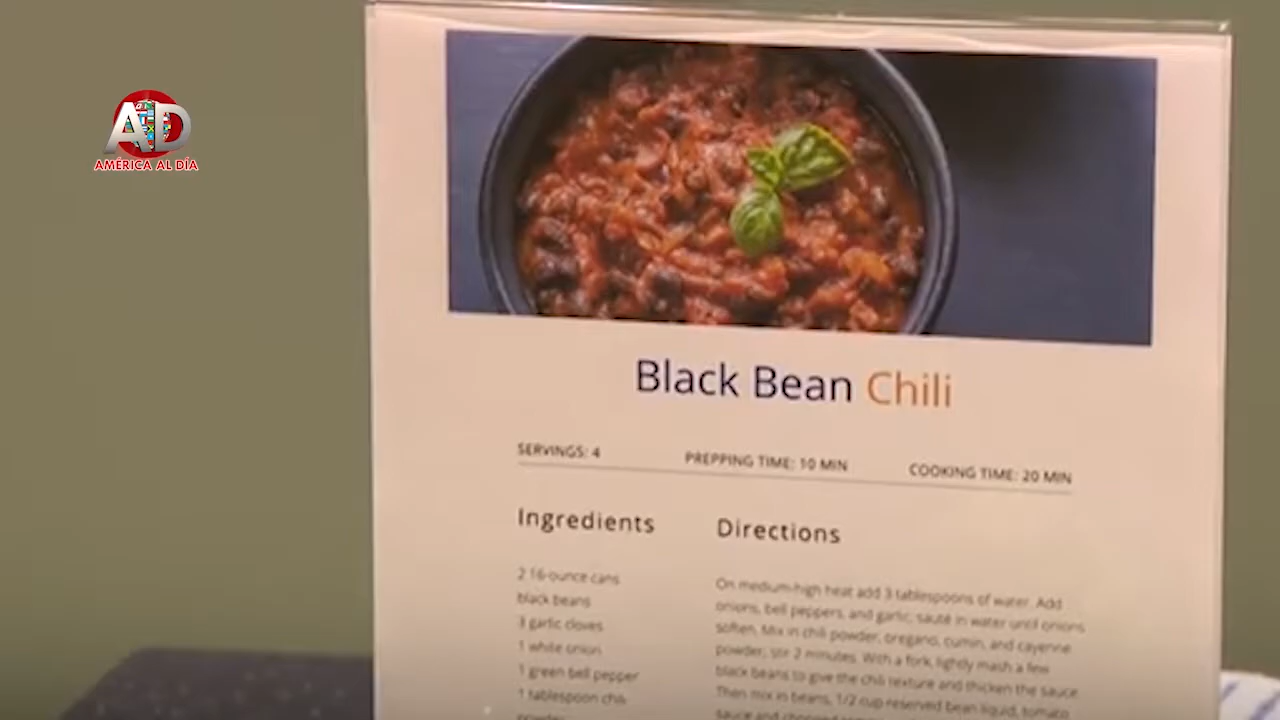 AD
AMÉRICA AL DÍA
Black Bean Chili
SERVINGS: 4
PREPPING TIME: 10 MIN
COOKING TIME: 20 MIN
Ingredients
2 16-ounce cans
black beans
3 garlic cloves
1 white onion
1 green bell pepper
1 tablespoon chili
powder
Directions
On medium-high heat add 3 tablespoons of water. Add
onions, bell peppers, and garlic, sauté in water until onions
soften. Mix in chili powder, oregano, cumin, and cayenne
powder; stir 2 minutes. With a fork, lightly mash a few
black beans to give the chili texture and thicken the sauce.
Then mix in beans, 1/2 cup reserved bean liquid, tomato
sauce and chopped